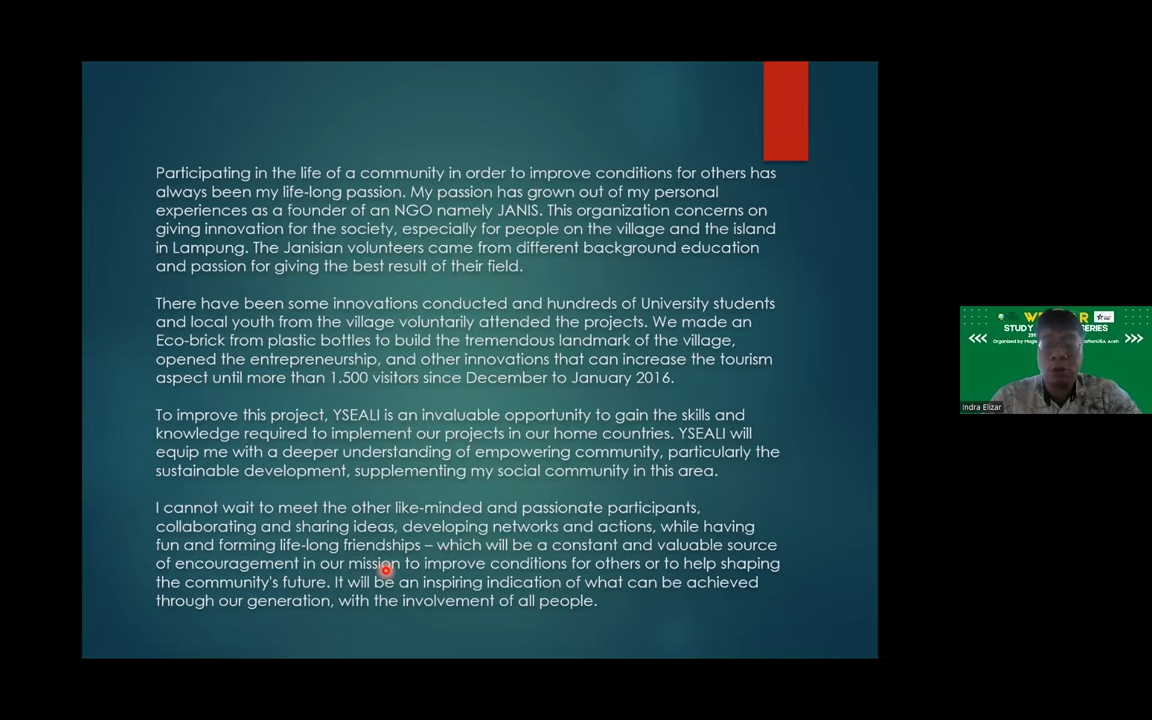 Participating in the life of a community in order to improve conditions for others has
always been my life-long passion. My passion has grown out of my personal
experiences as a founder of an NGO namely JANIS. This organization concerns on
giving innovation for the society, especially for people on the village and the island
in Lampung. The Janisian volunteers came from different background education
and passion for giving the best result of their field.
There have been some innovations conducted and hundreds of University students
and local youth from the village voluntarily attended the projects. We made an
Eco-brick from plastic bottles to build the tremendous landmark of the village,
opened the entrepreneurship, and other innovations that can increase the tourism
aspect until more than 1.500 visitors since December to January 2016.
To improve this project, YSEALI is an invaluable opportunity to gain the skills and
knowledge required to implement our projects in our home countries. YSEALI will
equip me with a deeper understanding of empowering community, particularly the
sustainable development, supplementing my social community in this area.
I cannot wait to meet the other like-minded and passionate participants,
collaborating and sharing ideas, developing networks and actions, while having
fun and forming life-long friendships – which will be a constant and valuable source
of encouragement in our mission to improve conditions for others or to help shaping
the community's future. It will be an inspiring indication of what can be achieved
through our generation, with the involvement of all people.
STUDY
Organized by
Aceh
Indra Elizar